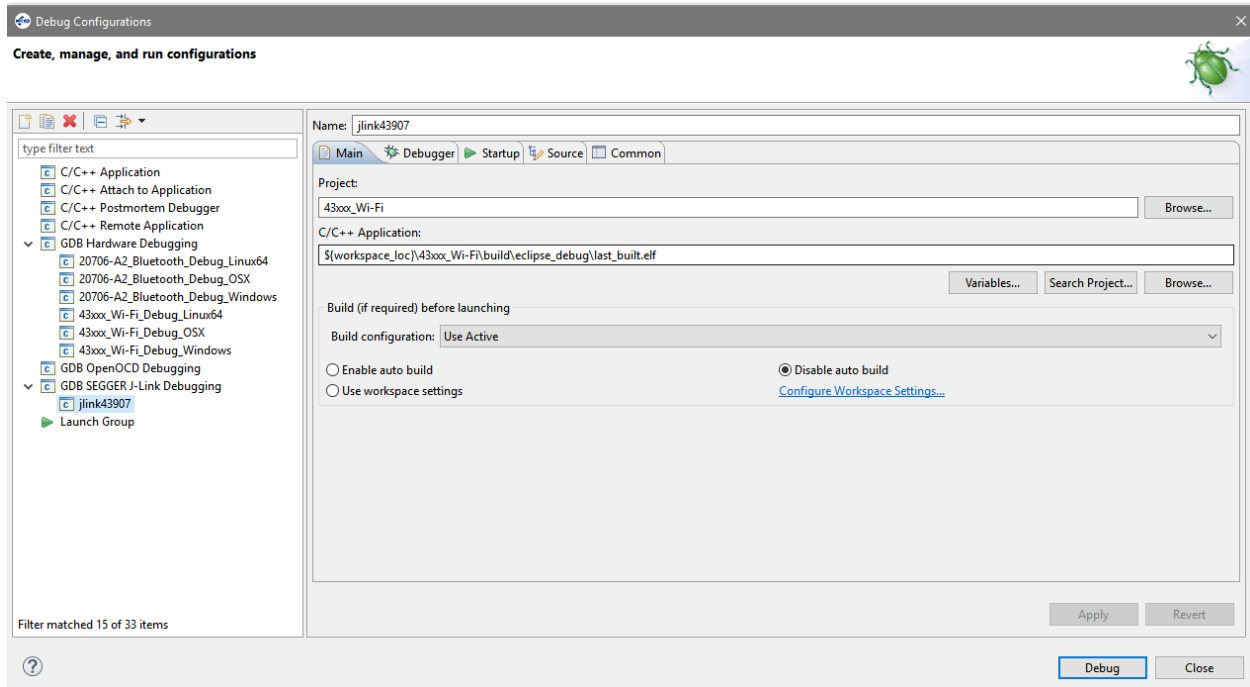 Debug Configurations
Create, manage, and run configurations
type filter text
C/C++ Application
C/C++ Attach to Application
C/C++ Postmortem Debugger
C/C++ Remote Application
GDB Hardware Debugging
20706-A2_Bluetooth_Debug_Linux64
20706-A2_Bluetooth_Debug_OSX
20706-A2_Bluetooth_Debug_Windows
43xxx_Wi-Fi_Debug_Linux64
43xxx_Wi-Fi_Debug_OSX
43xxx_Wi-Fi_Debug_Windows
GDB OpenOCD Debugging
GDB SEGGER J-Link Debugging
jlink43907
Launch Group
Filter matched 15 of 33 items
Name: jlink43907
Main Debugger Startup Source Common
Project:
43xxx_Wi-Fi Browse...
C/C++ Application:
${workspace_loc}\43xxx_Wi-Fi\build\eclipse_debug\last_built.elf
Variables... Search Project... Browse...
Build (if required) before launching
Build configuration: Use Active
Enable auto build Disable auto build
Use workspace settings Configure Workspace Settings...
Apply Revert
Debug Close